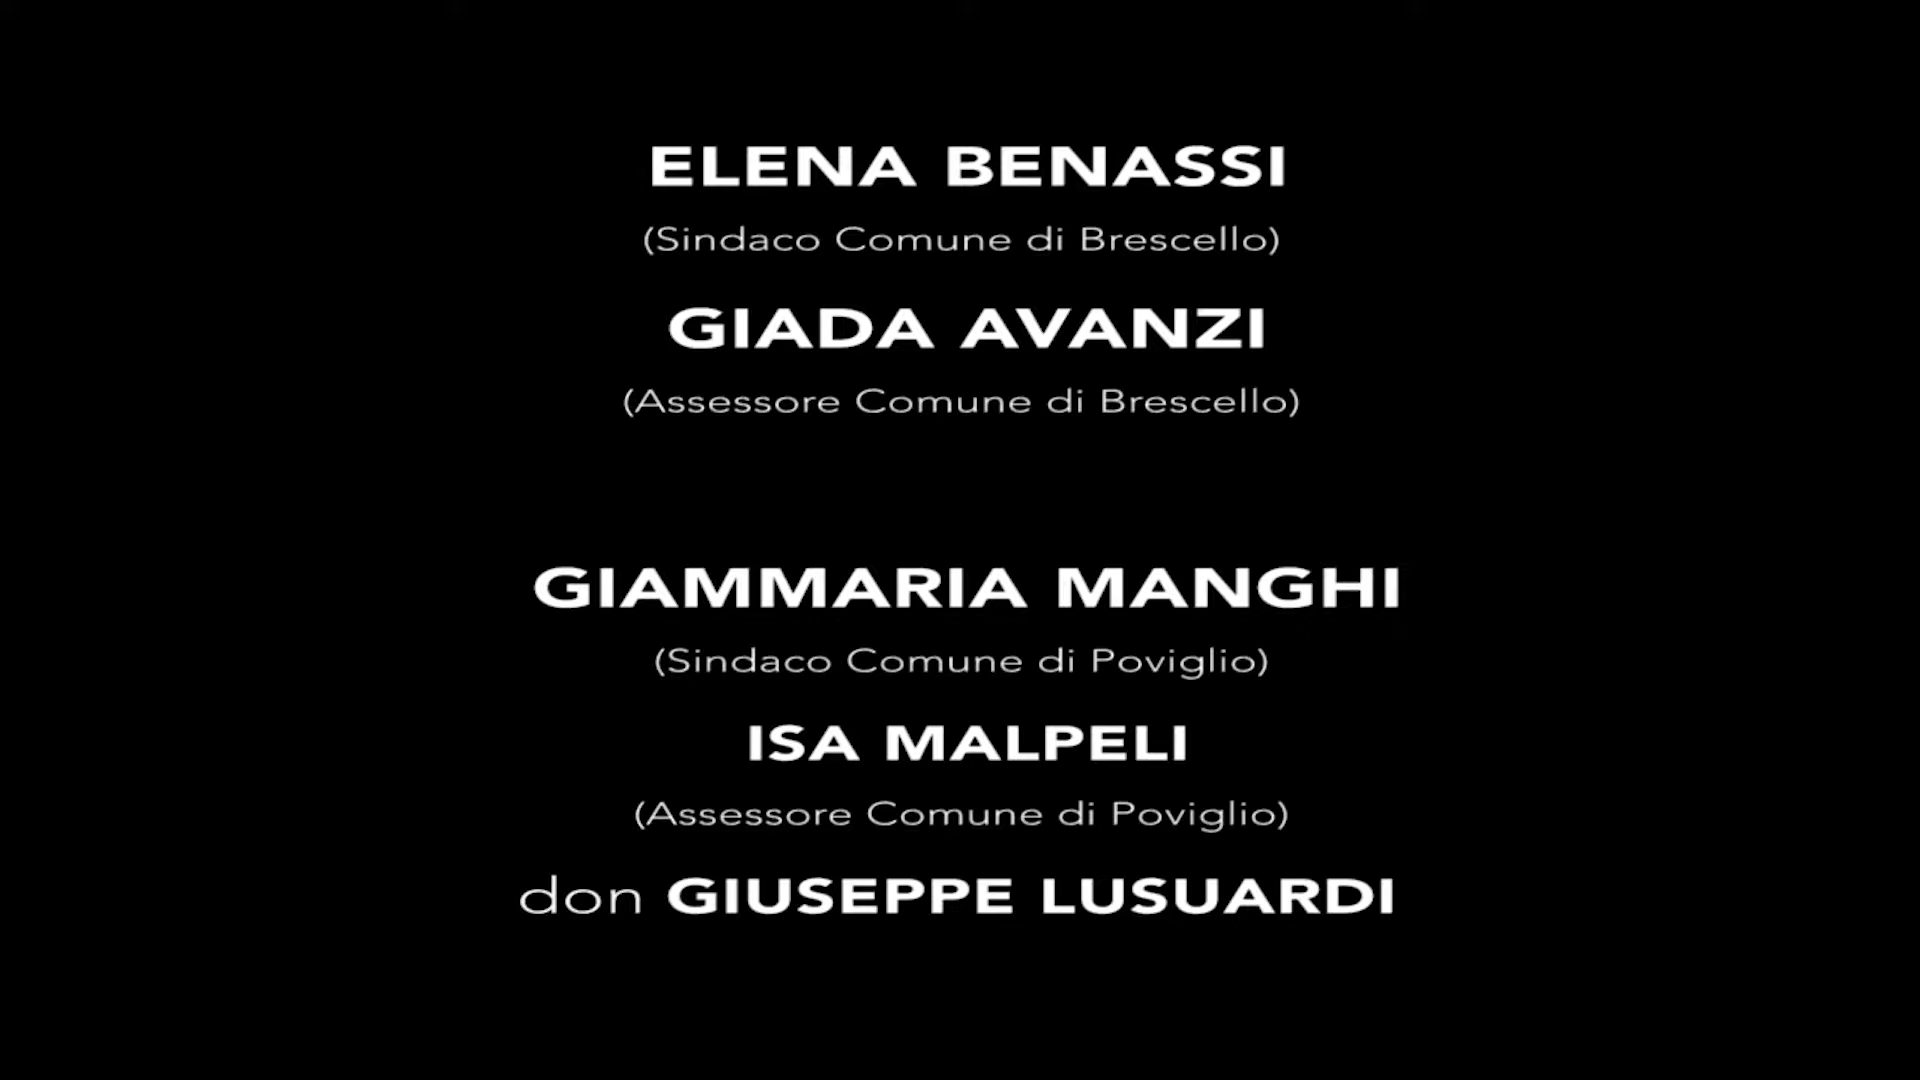 ELENA BENASSI
(Sindaco Comune di Brescello)
GIADA AVANZI
(Assessore Comune di Brescello)
GIAMMARIA MANGHI
(Sindaco Comune di Poviglio)
ISA MALPELI
(Assessore Comune di Poviglio)
don GIUSEPPE LUSUARDI